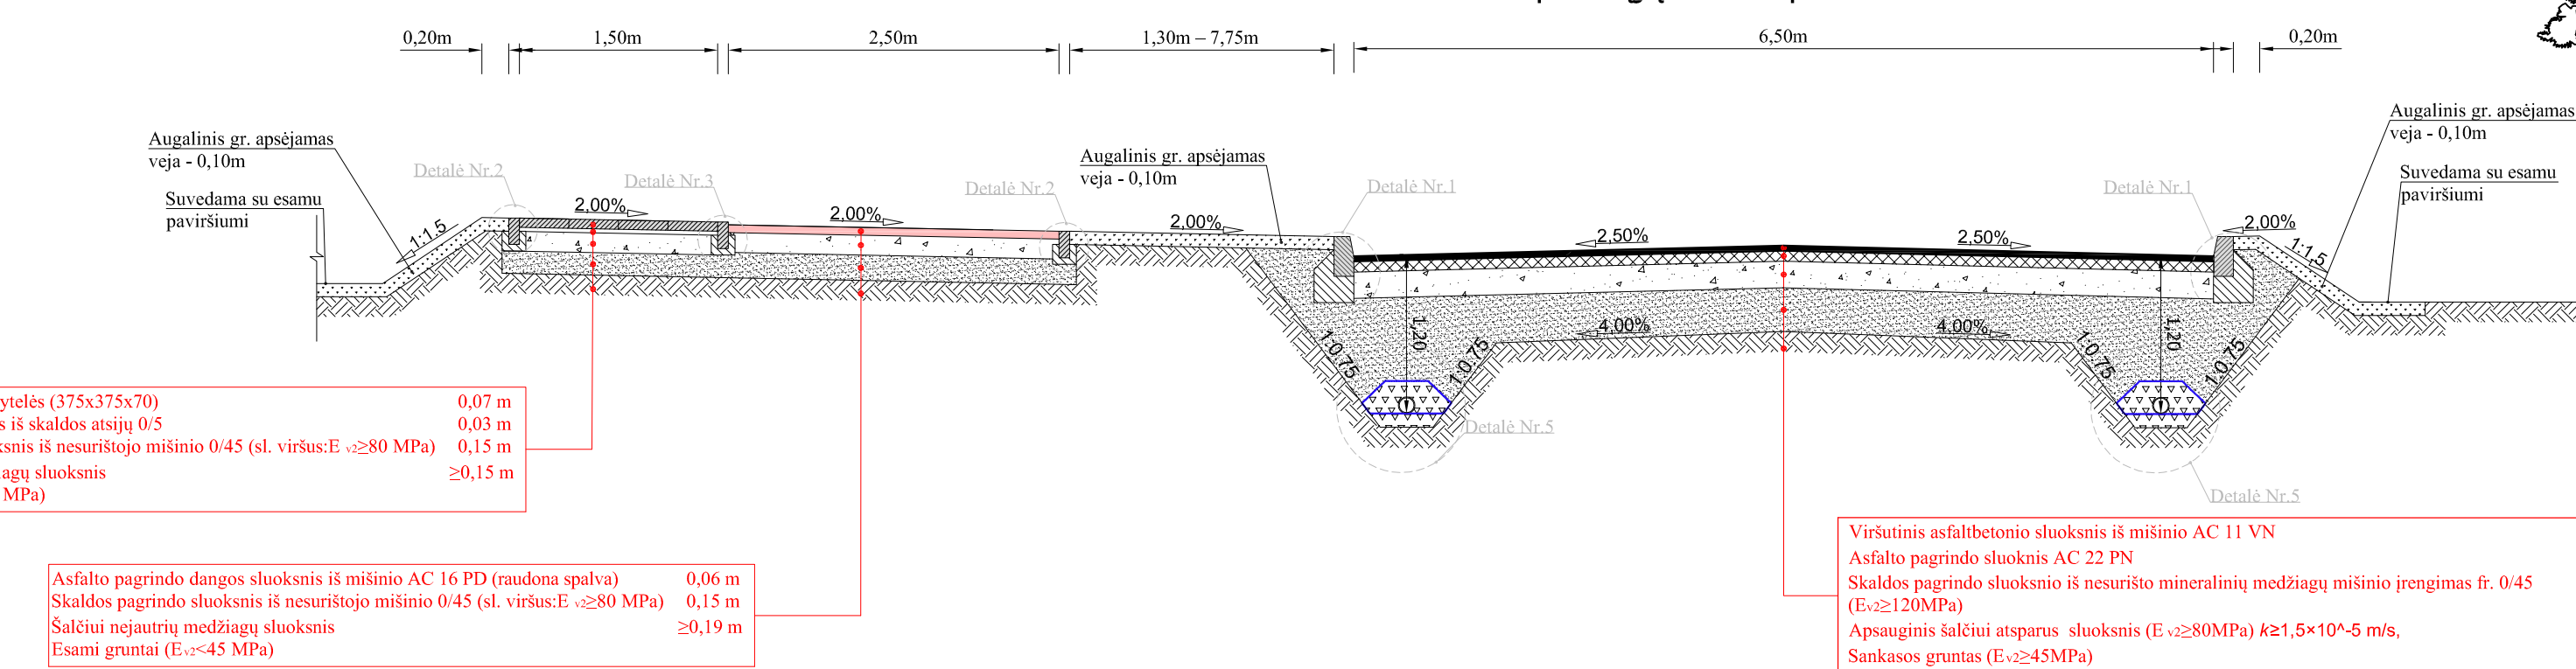 0,20m
1,50m
2,50m
1,30m – 7,75m
6,50m
0,20m
Augalinis gr. apsėjamas
veja - 0,10m
Suvedama su esamu
paviršiumi
1:1,5
Detalė Nr.2
2,00%
Detalė Nr.3
2,00%
Detalė Nr.2
Augalinis gr. apsėjamas
veja - 0,10m
2,00%
Detalė Nr.1
2,50%
2,50%
Detalė Nr.1
2,00%
1:1,5
Augalinis gr. apsėjamas
veja - 0,10m
Suvedama su esamu
paviršiumi
1:0.75
1,20
1:0.75
4,00%
4,00%
1:0.75
1,20
1:0.75
Detalė Nr.5
Detalė Nr.5
(375x375x70) 0,07 m
iš skaldos atsijų 0/5 0,03 m
iš nesurištojo mišinio 0/45 (sl. viršus:E v2≥80 MPa) 0,15 m
sluoksnis ≥0,15 m
MPa)
Asfalto pagrindo dangos sluoksnis iš mišinio AC 16 PD (raudona spalva) 0,06 m
Skaldos pagrindo sluoksnis iš nesurištojo mišinio 0/45 (sl. viršus:E v2≥80 MPa) 0,15 m
Šalčiui nejautrių medžiagų sluoksnis ≥0,19 m
Esami gruntai (Ev2<45 MPa)
Viršutinis asfaltbetonio sluoksnis iš mišinio AC 11 VN
Asfalto pagrindo sluoknis AC 22 PN
Skaldos pagrindo sluoksnio iš nesurišto mineralinių medžiagų mišinio įrengimas fr. 0/45
(Ev2≥120MPa)
Apsauginis šalčiui atsparus sluoksnis (E v2≥80MPa) k≥1,5×10^-5 m/s,
Sankasos gruntas (Ev2≥45MPa)